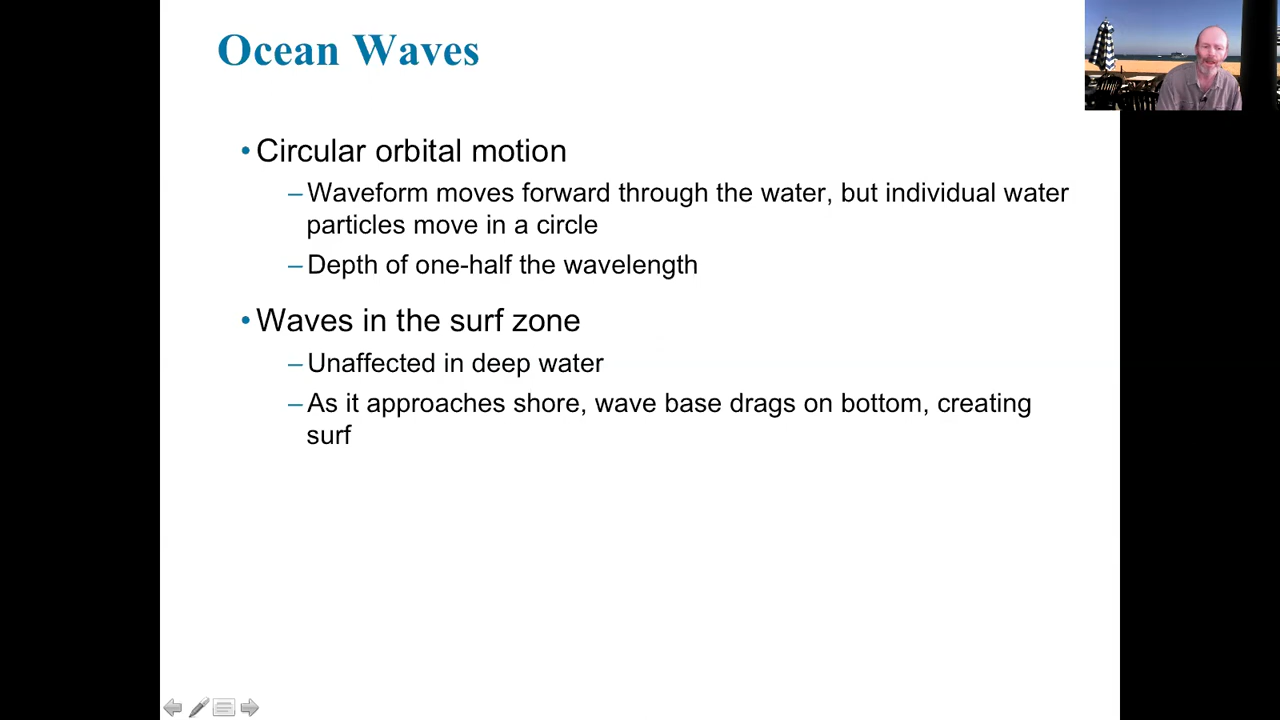 Ocean Waves
• Circular orbital motion
– Waveform moves forward through the water, but individual water
particles move in a circle
– Depth of one-half the wavelength
• Waves in the surf zone
– Unaffected in deep water
– As it approaches shore, wave base drags on bottom, creating
surf